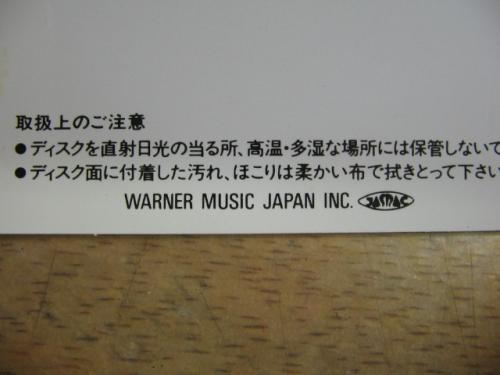 取扱上のご注意
●ディスクを直射日光の当る所、高温・多湿な場所には保管しないで
●ディスク面に付着した汚れ、ほこりは柔かい布で拭きとって下さい
WARNER MUSIC JAPAN INC. JASRAC